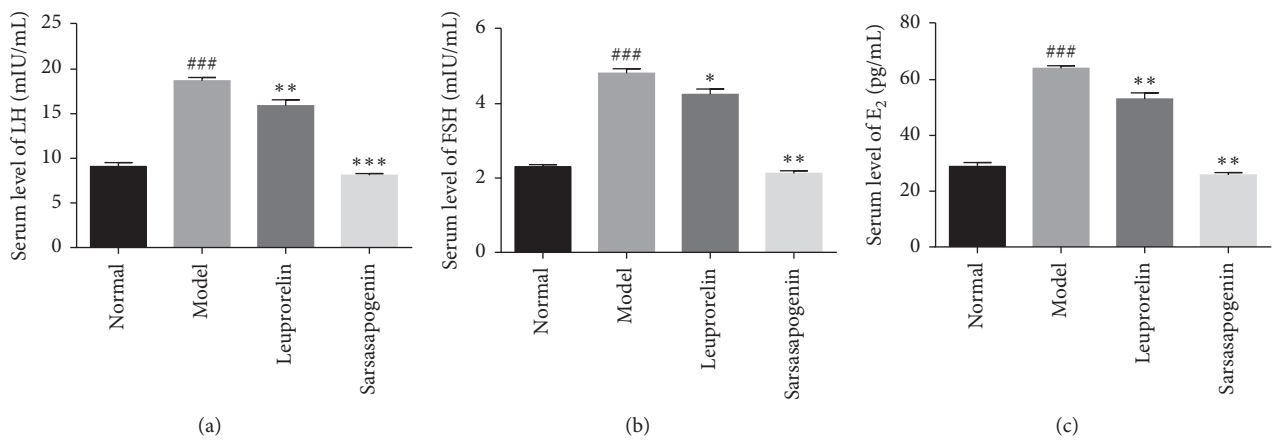 Serum level of LH (mIU/mL)
25
20
15
10
5
0
###
**
***
Normal
Model
Leuprorelin
Sarsasapogenin
(a)
Serum level of FSH (mIU/mL)
6
4
2
0
###
*
**
Normal
Model
Leuprorelin
Sarsasapogenin
(b)
Serum level of E₂ (pg/mL)
80
60
40
20
0
###
**
**
Normal
Model
Leuprorelin
Sarsasapogenin
(c)